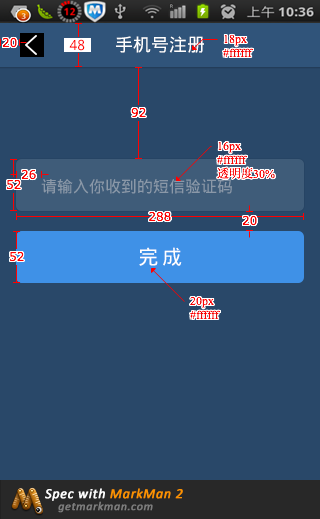 3
12
上午 10:36
20
48
手机号注册
18px
#ffffff
92
16px
#ffffff
透明度30%
26
52
请输入你收到的短信验证码
288
20
52
完成
20px
#ffffff
Spec with MarkMan 2
getmarkman.com